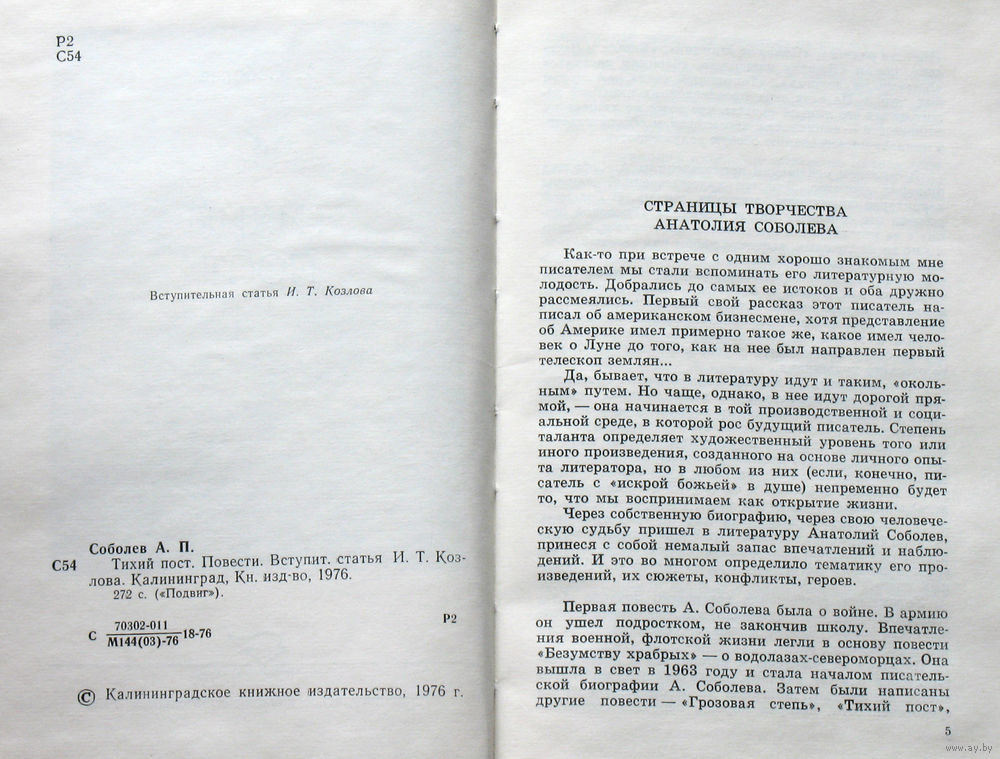 Р2
С54
Вступительная статья И. Т. Козлова
Соболев А. П.
С54 Тихий пост. Повести. Вступит. статья И. Т. Коз-
лова. Калининград, Кн. изд-во, 1976.
272 с. («Подвиг»).
70302-011
С 18-76
М144(03)-76
Р2
© Калининградское книжное издательство, 1976 г.
СТРАНИЦЫ ТВОРЧЕСТВА
АНАТОЛИЯ СОБОЛЕВА
Как-то при встрече с одним хорошо знакомым мне
писателем мы стали вспоминать его литературную мо-
лодость. Добрались до самых ее истоков и оба дружно
рассмеялись. Первый свой рассказ этот писатель на-
писал об американском бизнесмене, хотя представление
об Америке имел примерно такое же, какое имел чело-
век о Луне до того, как на нее был направлен первый
телескоп землян...
Да, бывает, что в литературу идут и таким, «околь-
ным» путем. Но чаще, однако, в нее идут дорогой пря-
мой, — она начинается в той производственной и соци-
альной среде, в которой рос будущий писатель. Степень
таланта определяет художественный уровень того или
иного произведения, созданного на основе личного опы-
та литератора, но в любом из них (если, конечно, пи-
сатель с «искрой божьей» в душе) непременно будет
то, что мы воспринимаем как открытие жизни.
Через собственную биографию, через свою человече-
скую судьбу пришел в литературу Анатолий Соболев,
принеся с собой немалый запас впечатлений и наблю-
дений. И это во многом определило тематику его про-
изведений, их сюжеты, конфликты, героев.
Первая повесть А. Соболева была о войне. В армию
он ушел подростком, не закончив школу. Впечатле-
ния военной, флотской жизни легли в основу повести
«Безумству храбрых» — о водолазах-североморцах. Она
вышла в свет в 1963 году и стала началом писатель-
ской биографии А. Соболева. Затем были написаны
другие повести — «Грозовая степь», «Тихий пост»,
5
www.ay.by